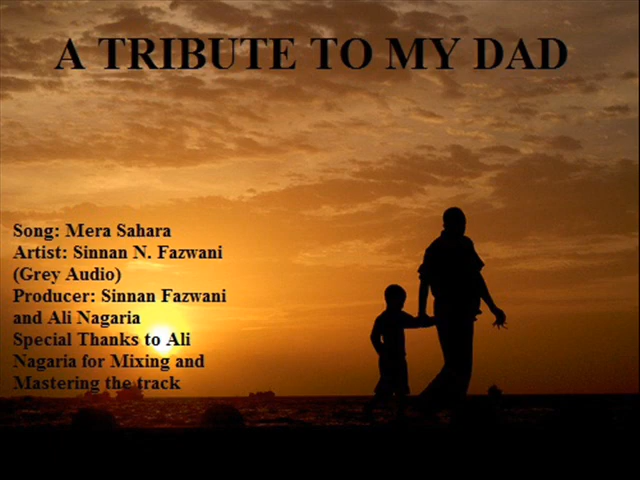 A TRIBUTE TO MY DAD
Song: Mera Sahara
Artist: Sinnan N. Fazwani
(Grey Audio)
Producer: Sinnan Fazwani
and Ali Nagaria
Special Thanks to Ali
Nagaria for Mixing and
Mastering the track